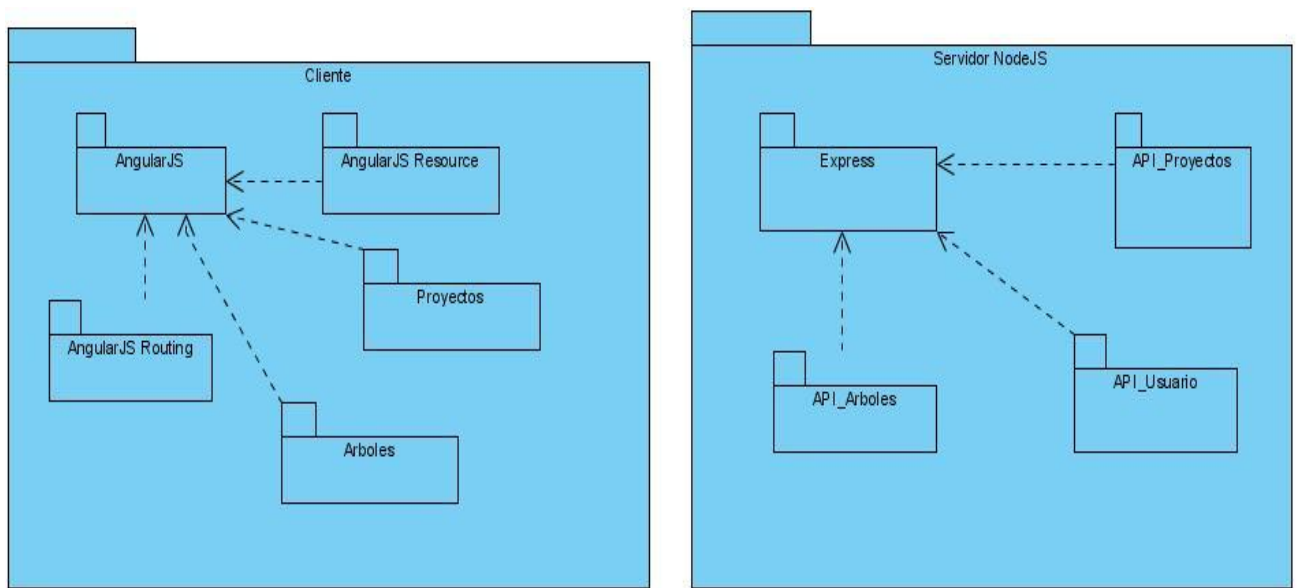 Cliente
AngularJS
AngularJS Resource
Proyectos
AngularJS Routing
Arboles
Servidor NodeJS
Express
API_Proyectos
API_Arboles
API_Usuario